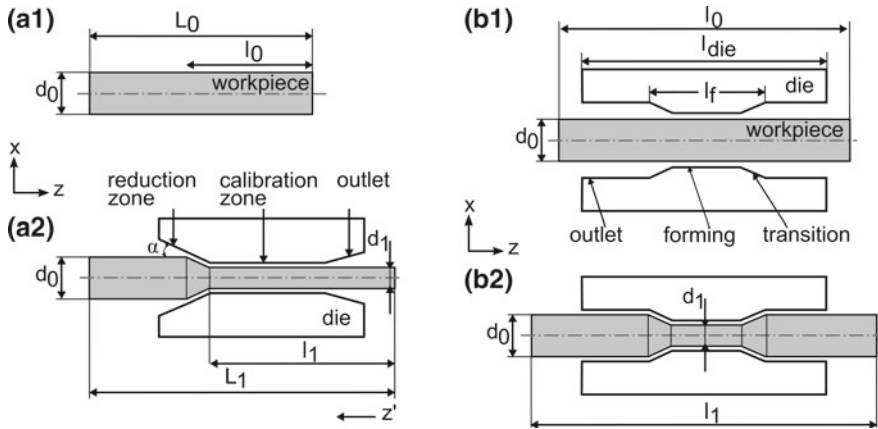 (a1)
L0
l0
workpiece
d0
x
z
reduction
zone
calibration
zone
outlet
(a2)
α
d1
d0
die
l1
L1
z'
(b1)
l0
ldie
die
lf
d0
workpiece
x
z
outlet
forming
transition
(b2)
d1
d0
l1